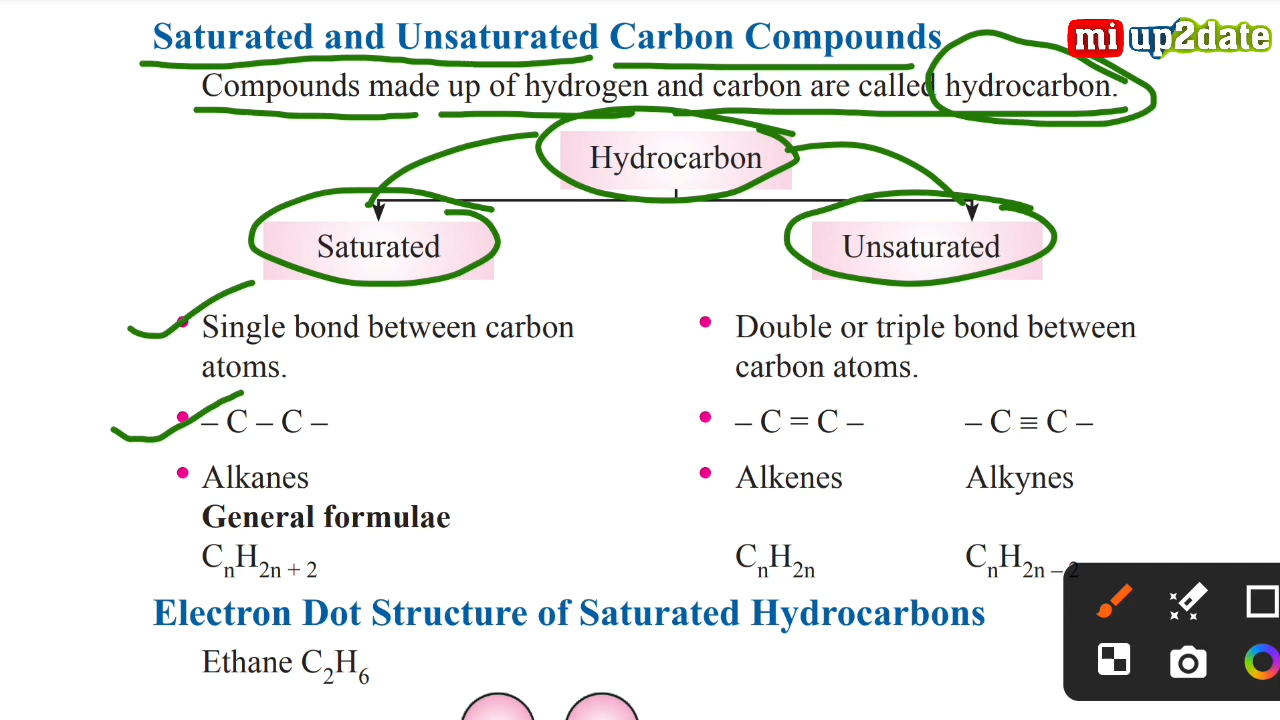 Saturated and Unsaturated Carbon Compounds
mi up2date
Compounds made up of hydrogen and carbon are called hydrocarbon.
Hydrocarbon
Saturated
Unsaturated
• Single bond between carbon
atoms.
• – C – C –
• Alkanes
General formulae
CₙH₂ₙ ₊ ₂
• Double or triple bond between
carbon atoms.
• – C = C –    – C ≡ C –
• Alkenes    Alkynes
CₙH₂ₙ    CₙH₂ₙ ₋ ₂
Electron Dot Structure of Saturated Hydrocarbons
Ethane C₂H₆